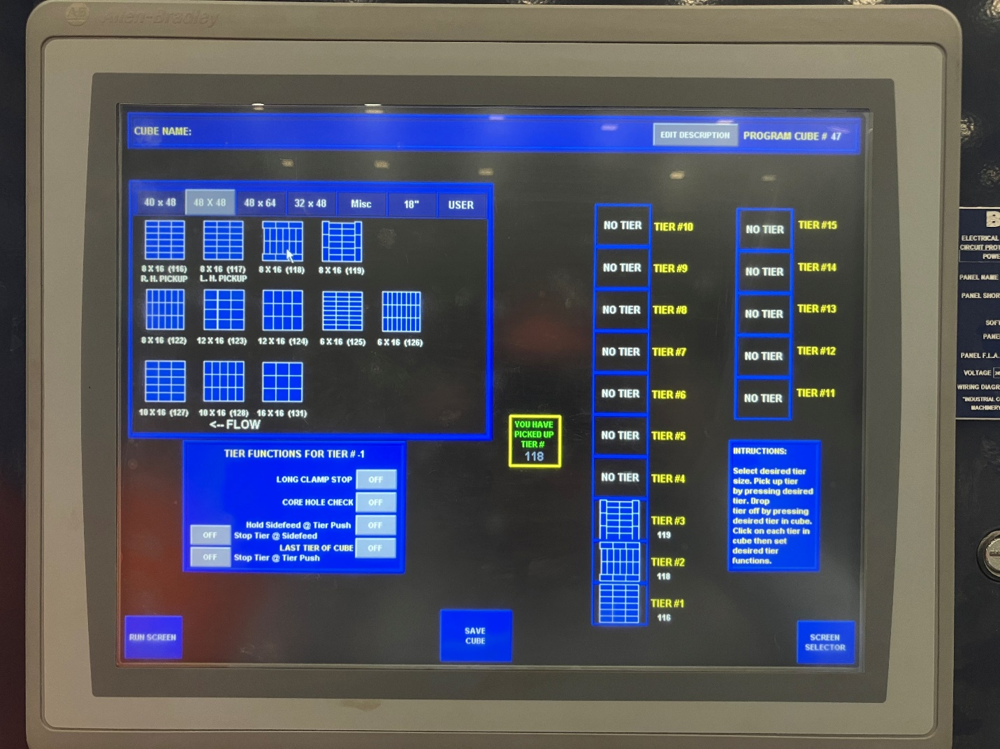 Allen-Bradley
CUBE NAME:
EDIT DESCRIPTION
PROGRAM CUBE # 47
40 x 48
48 X 48
48 x 64
32 x 48
Misc
18"
USER
8 X 16 (116)
R. H. PICKUP
8 X 16 (117)
L. H. PICKUP
8 X 16 (118)
8 X 16 (119)
8 X 16 (122)
12 X 16 (123)
12 X 16 (124)
6 X 16 (125)
6 X 16 (126)
10 X 16 (127)
10 X 16 (128)
16 X 16 (131)
<-- FLOW
TIER FUNCTIONS FOR TIER # -1
LONG CLAMP STOP
OFF
CORE HOLE CHECK
OFF
Hold Sidefeed @ Tier Push
OFF
OFF
Stop Tier @ Sidefeed
LAST TIER OF CUBE
OFF
OFF
Stop Tier @ Tier Push
YOU HAVE
PICKED UP
TIER #
118
NO TIER
TIER #10
NO TIER
TIER #9
NO TIER
TIER #8
NO TIER
TIER #7
NO TIER
TIER #6
NO TIER
TIER #5
NO TIER
TIER #4
TIER #3
119
TIER #2
118
TIER #1
116
NO TIER
TIER #15
NO TIER
TIER #14
NO TIER
TIER #13
NO TIER
TIER #12
NO TIER
TIER #11
INTRUCTIONS:
Select desired tier
size. Pick up tier
by pressing desired
tier. Drop
tier off by pressing
desired tier in cube.
Click on each tier in
cube then set
desired tier
functions.
RUN SCREEN
SAVE
CUBE
SCREEN
SELECTOR
ELECTRICAL
CIRCUIT
PANEL NAME
PANEL
PANEL F.L.A.
VOLTAGE
WIRING
"INDUSTRIAL
MACHINERY